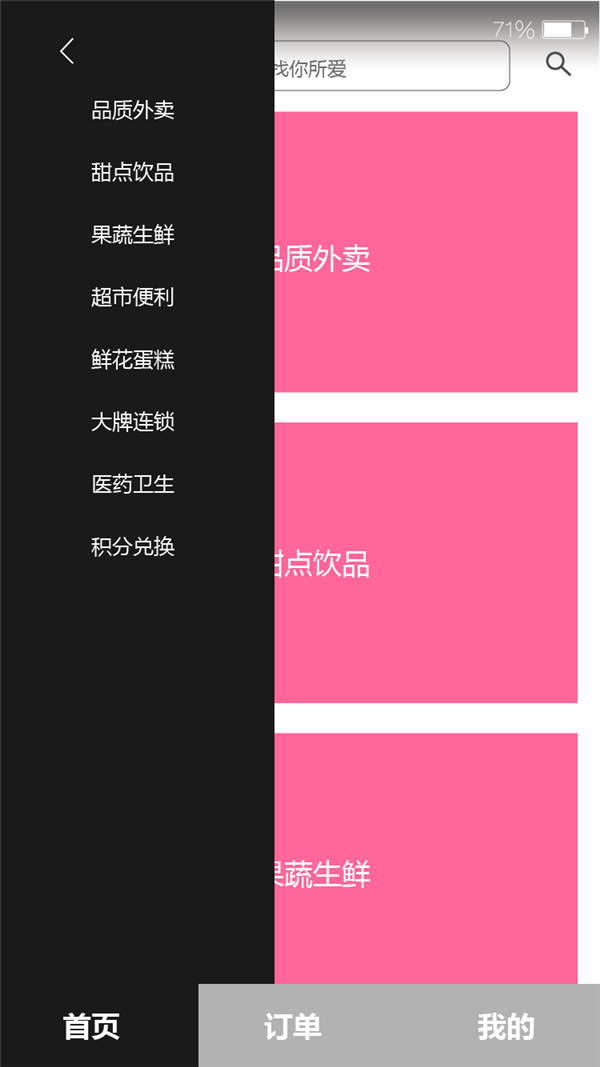 71%
找你所爱
品质外卖
甜点饮品
果蔬生鲜
超市便利
鲜花蛋糕
大牌连锁
医药卫生
积分兑换
品质外卖
甜点饮品
果蔬生鲜
首页
订单
我的